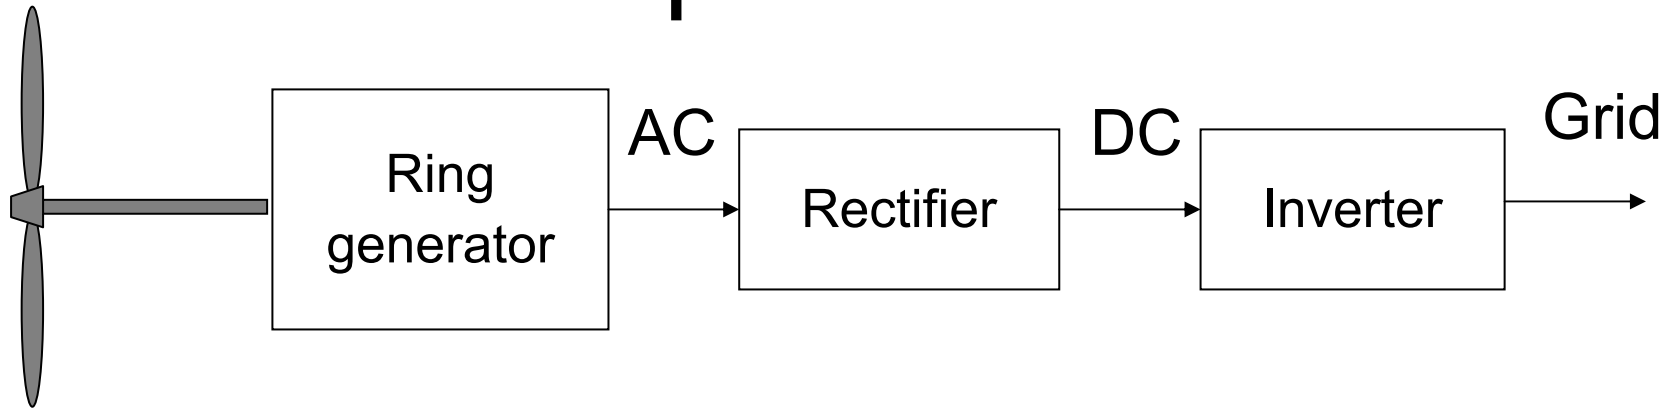 Ring
generator
AC
Rectifier
DC
Inverter
Grid